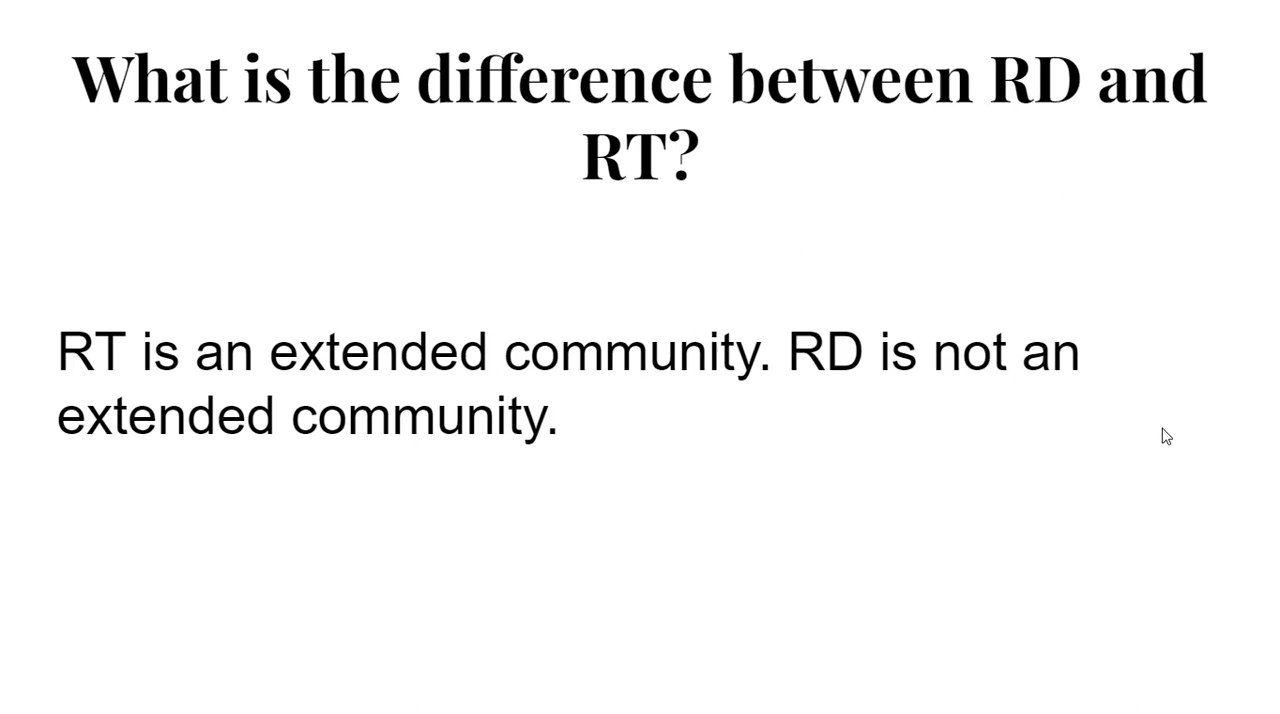 What is the difference between RD and
RT?
RT is an extended community. RD is not an
extended community.